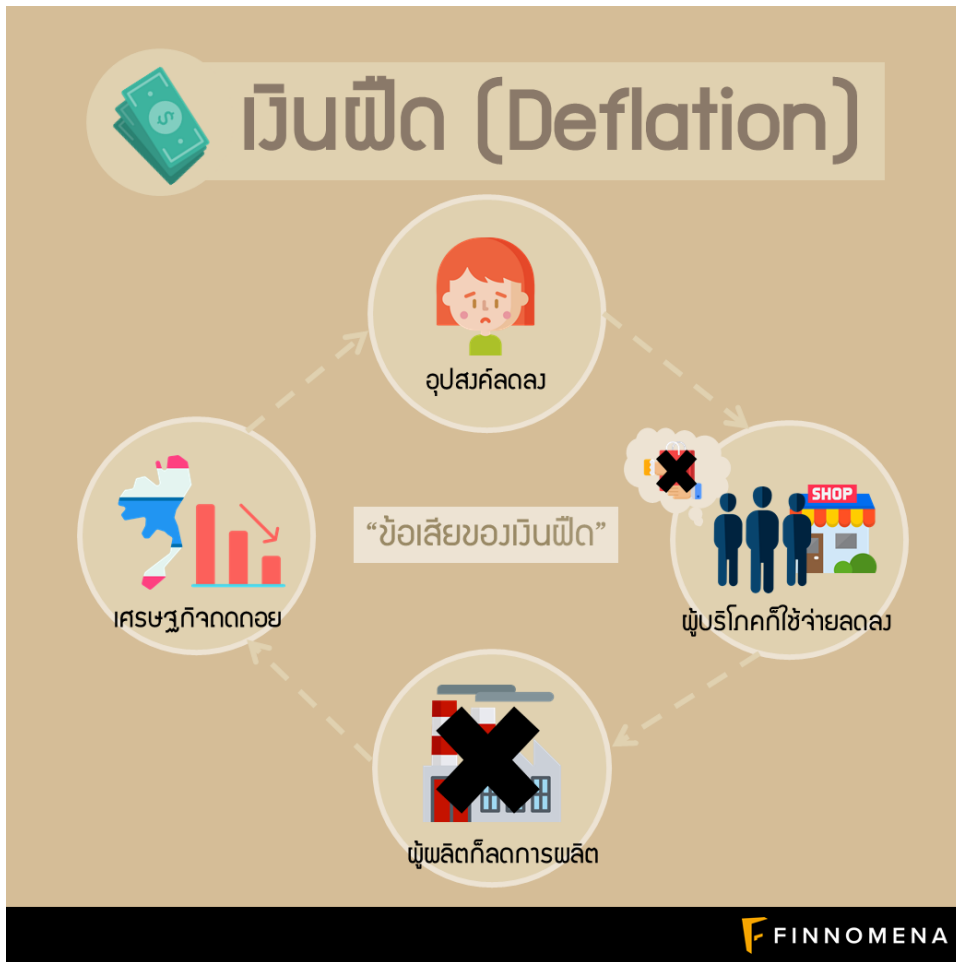 เงินฝืด (Deflation)
อุปสงค์ลดลง
SHOP
ผู้บริโภคก็ใช้จ่ายลดลง
"ข้อเสียของเงินฝืด"
เศรษฐกิจถดถอย
ผู้ผลิตก็ลดการผลิต
FINNOMENA